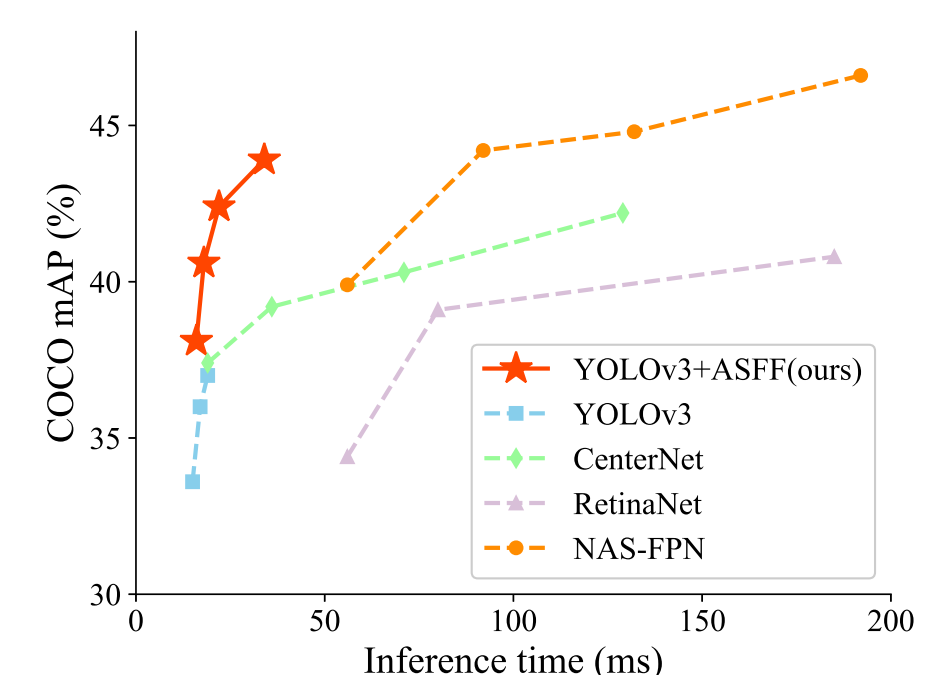 COCO mAP (%)
45
40
35
30
0 50 100 150 200
Inference time (ms)
YOLOv3+ASFF(ours)
YOLOv3
CenterNet
RetinaNet
NAS-FPN